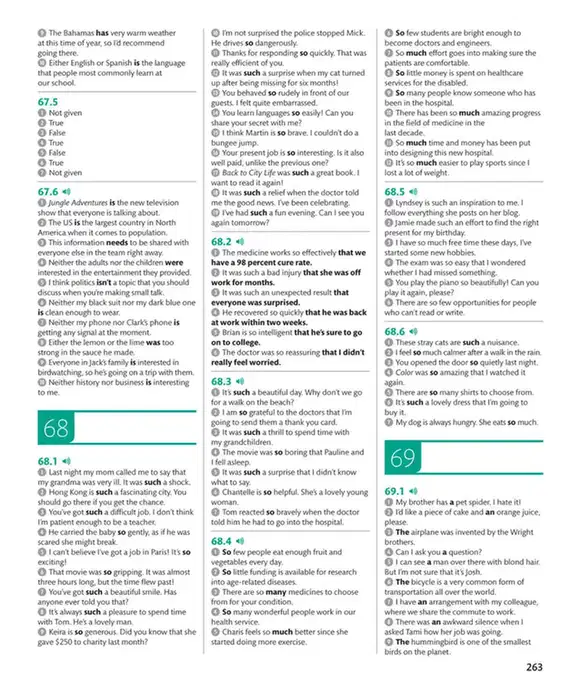 9 The Bahamas has very warm weather
at this time of year, so I'd recommend
going there.
10 Either English or Spanish is the language
that people most commonly learn at
our school.
67.5
1 Not given
2 True
3 False
4 True
5 False
6 True
7 Not given
67.6
1 Jungle Adventures is the new television
show that everyone is talking about.
2 The US is the largest country in North
America when it comes to population.
3 This information needs to be shared with
everyone else in the team right away.
4 Neither the adults nor the children were
interested in the entertainment they provided.
5 I think politics isn't a topic that you should
discuss when you're making small talk.
6 Neither my black suit nor my dark blue one
is clean enough to wear.
7 Neither my phone nor Clark's phone is
getting any signal at the moment.
8 Either the lemon or the lime was too
strong in the sauce he made.
9 Everyone in Jack's family is interested in
birdwatching, so he's going on a trip with them.
10 Neither history nor business is interesting
to me.
68
68.1
1 Last night my mom called me to say that
my grandma was very ill. It was such a shock.
2 Hong Kong is such a fascinating city. You
should go there if you get the chance.
3 You've got such a difficult job. I don't think
I'm patient enough to be a teacher.
4 He carried the baby so gently, as if he was
scared she might break.
5 I can't believe I've got a job in Paris! It's so
exciting!
6 That movie was so gripping. It was almost
three hours long, but the time flew past!
7 You've got such a beautiful smile. Has
anyone ever told you that?
8 It's always such a pleasure to spend time
with Tom. He's a lovely man.
9 Keira is so generous. Did you know that she
gave $250 to charity last month?
10 I'm not surprised the police stopped Mick.
He drives so dangerously.
11 Thanks for responding so quickly. That was
really efficient of you.
12 It was such a surprise when my cat turned
up after being missing for six months!
13 You behaved so rudely in front of our
guests. I felt quite embarrassed.
14 You learn languages so easily! Can you
share your secret with me?
15 I think Martin is so brave. I couldn't do a
bungee jump.
16 Your present job is so interesting. Is it also
well paid, unlike the previous one?
17 Back to City Life was such a great book. I
want to read it again!
18 It was such a relief when the doctor told
me the good news. I've been celebrating.
19 I've had such a fun evening. Can I see you
again tomorrow?
68.2
1 The medicine works so effectively that we
have a 98 percent cure rate.
2 It was such a bad injury that she was off
work for months.
3 It was such an unexpected result that
everyone was surprised.
4 He recovered so quickly that he was back
at work within two weeks.
5 Brian is so intelligent that he's sure to go
on to college.
6 The doctor was so reassuring that I didn't
really feel worried.
68.3
1 It's such a beautiful day. Why don't we go
for a walk on the beach?
2 I am so grateful to the doctors that I'm
going to send them a thank you card.
3 It was such a thrill to spend time with
my grandchildren.
4 The movie was so boring that Pauline and
I fell asleep.
5 It was such a surprise that I didn't know
what to say.
6 Chantelle is so helpful. She's a lovely young
woman.
7 Tom reacted so bravely when the doctor
told him he had to go into the hospital.
68.4
1 So few people eat enough fruit and
vegetables every day.
2 So little funding is available for research
into age-related diseases.
3 There are so many medicines to choose
from for your condition.
4 So many wonderful people work in our
health service.
5 Charis feels so much better since she
started doing more exercise.
6 So few students are bright enough to
become doctors and engineers.
7 So much effort goes into making sure the
patients are comfortable.
8 So little money is spent on healthcare
services for the disabled.
9 So many people know someone who has
been in the hospital.
10 There has been so much amazing progress
in the field of medicine in the
last decade.
11 So much time and money has been put
into designing this new hospital.
12 It's so much easier to play sports since I
lost a lot of weight.
68.5
1 Lyndsey is such an inspiration to me. I
follow everything she posts on her blog.
2 Jamie made such an effort to find the right
present for my birthday.
3 I have so much free time these days, I've
started some new hobbies.
4 The exam was so easy that I wondered
whether I had missed something.
5 You play the piano so beautifully! Can you
play it again, please?
6 There are so few opportunities for people
who can't read or write.
68.6
1 These stray cats are such a nuisance.
2 I feel so much calmer after a walk in the rain.
3 You opened the door so quietly last night.
4 Color was so amazing that I watched it
again.
5 There are so many shirts to choose from.
6 It's such a lovely dress that I'm going to
buy it.
7 My dog is always hungry. She eats so much.
69
69.1
1 My brother has a pet spider. I hate it!
2 I'd like a piece of cake and an orange juice,
please.
3 The airplane was invented by the Wright
brothers.
4 Can I ask you a question?
5 I can see a man over there with blond hair.
But I'm not sure that it's Josh.
6 The bicycle is a very common form of
transportation all over the world.
7 I have an arrangement with my colleague,
where we share the commute to work.
8 There was an awkward silence when I
asked Tami how her job was going.
9 The hummingbird is one of the smallest
birds on the planet.
263